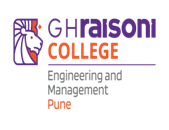 GHRAISONI
COLLEGE
Engineering and
Management
Pune